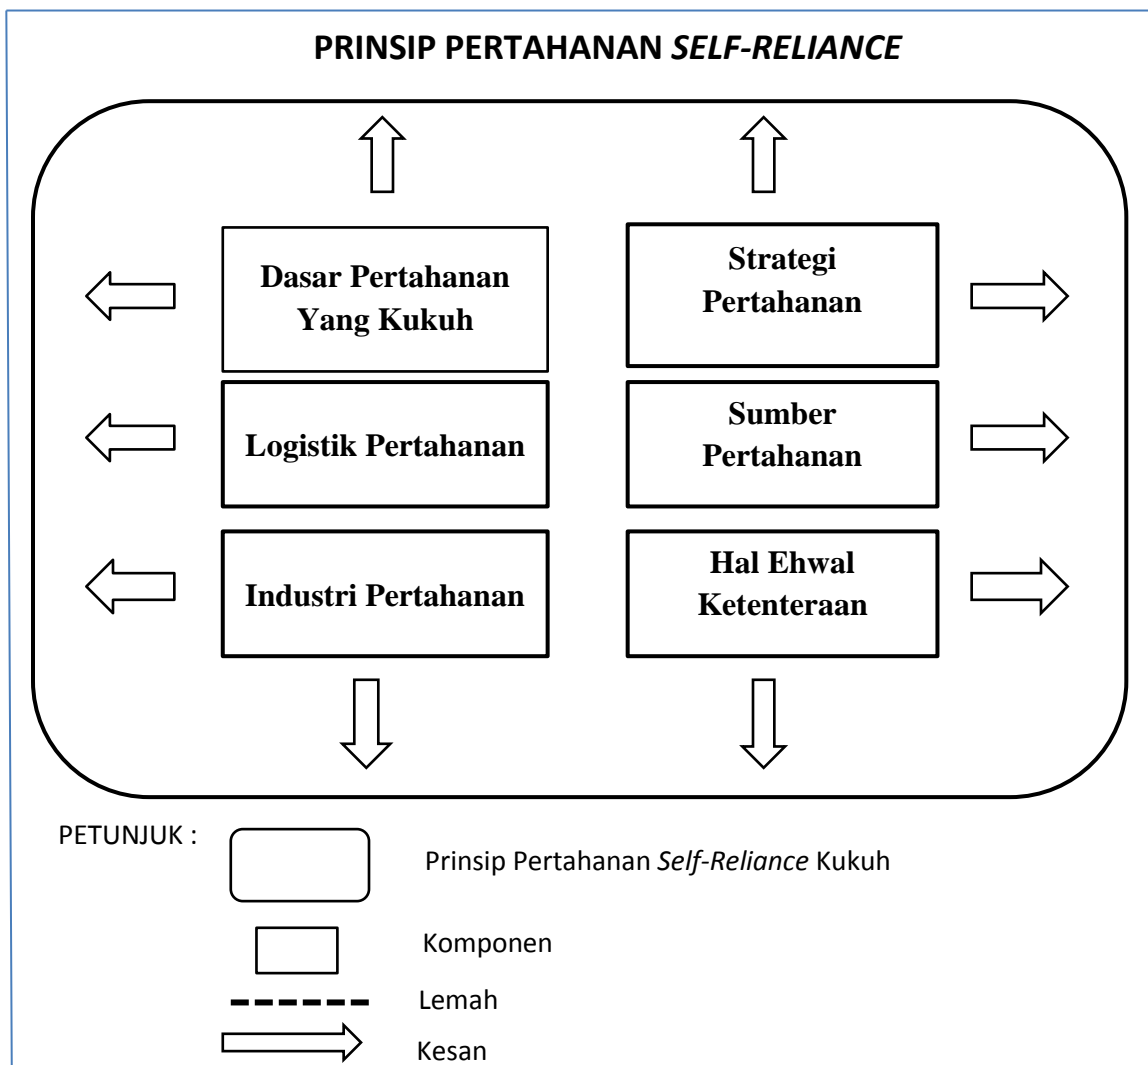 PRINSIP PERTAHANAN SELF-RELIANCE
Dasar Pertahanan
Yang Kukuh
Strategi
Pertahanan
Logistik Pertahanan
Sumber
Pertahanan
Industri Pertahanan
Hal Ehwal
Ketenteraan
PETUNJUK :
Prinsip Pertahanan Self-Reliance Kukuh
Komponen
Lemah
Kesan